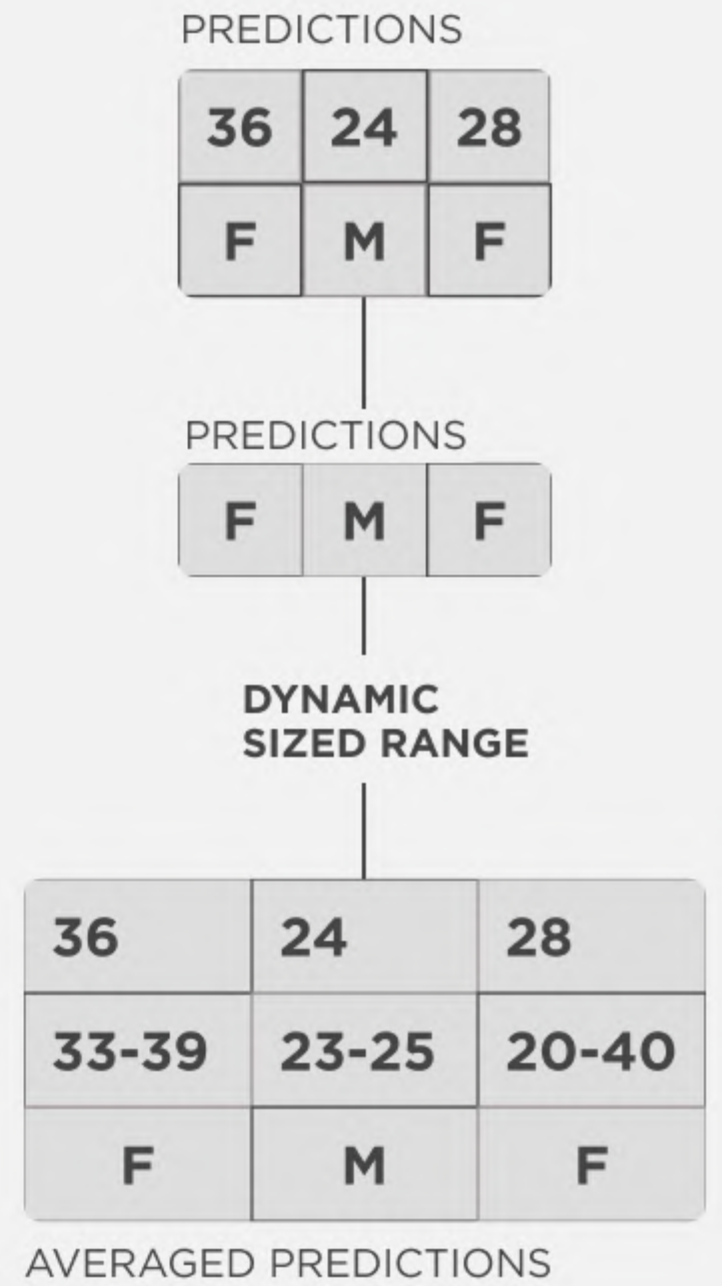 PREDICTIONS
36 24 28
F M F
PREDICTIONS
F M F
DYNAMIC
SIZED RANGE
36 24 28
33-39 23-25 20-40
F M F
AVERAGED PREDICTIONS